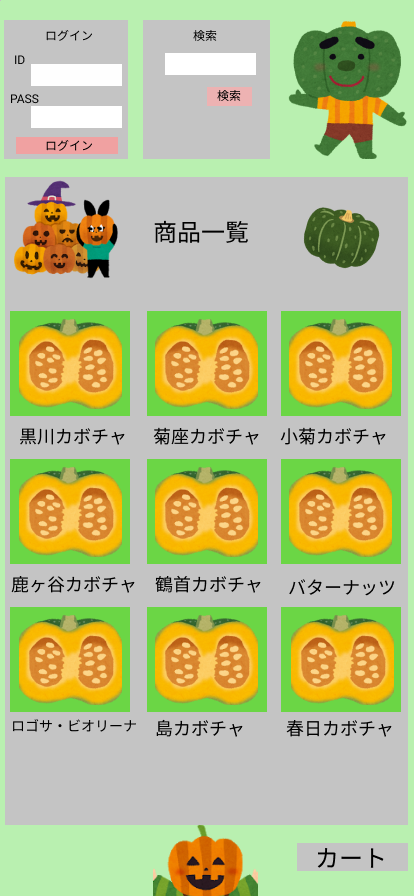 ログイン
ID
PASS
ログイン
検索
検索
商品一覧
黒川カボチャ
菊座カボチャ
小菊カボチャ
鹿ヶ谷カボチャ
鶴首カボチャ
バターナッツ
ロゴサ・ビオリーナ
島カボチャ
春日カボチャ
カート